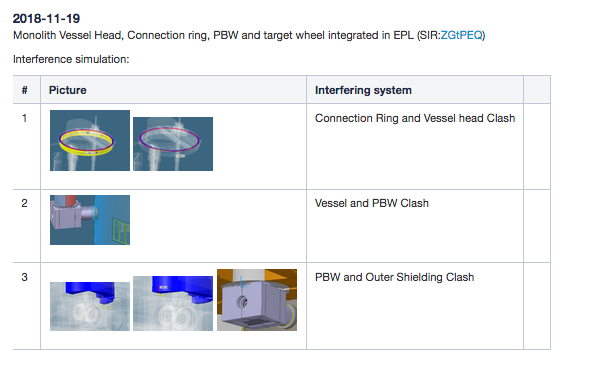 2018-11-19
Monolith Vessel Head, Connection ring, PBW and target wheel integrated in EPL (SIR:ZGtPEQ)
Interference simulation:
# Picture Interfering system
1 Connection Ring and Vessel head Clash
2 Vessel and PBW Clash
3 PBW and Outer Shielding Clash